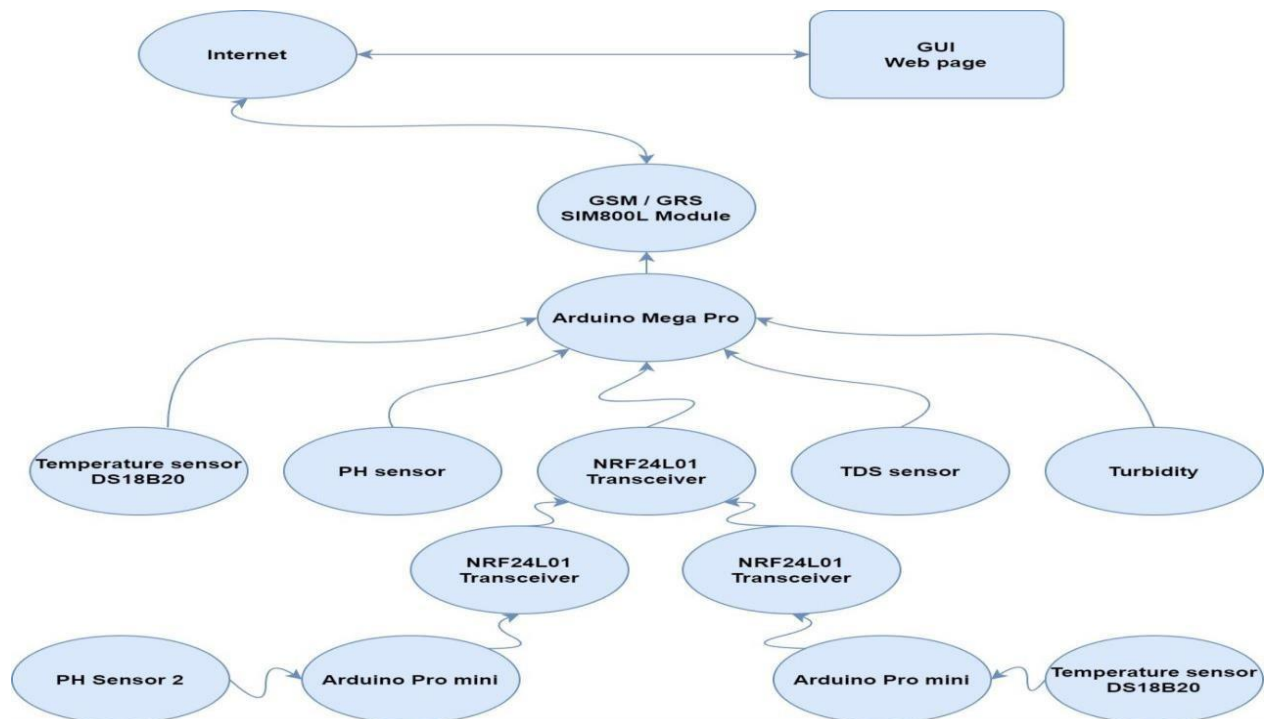 Internet
GUI
Web page
GSM / GRS
SIM800L Module
Arduino Mega Pro
Temperature sensor
DS18B20
PH sensor
NRF24L01
Transceiver
TDS sensor
Turbidity
NRF24L01
Transceiver
NRF24L01
Transceiver
PH Sensor 2
Arduino Pro mini
Arduino Pro mini
Temperature sensor
DS18B20